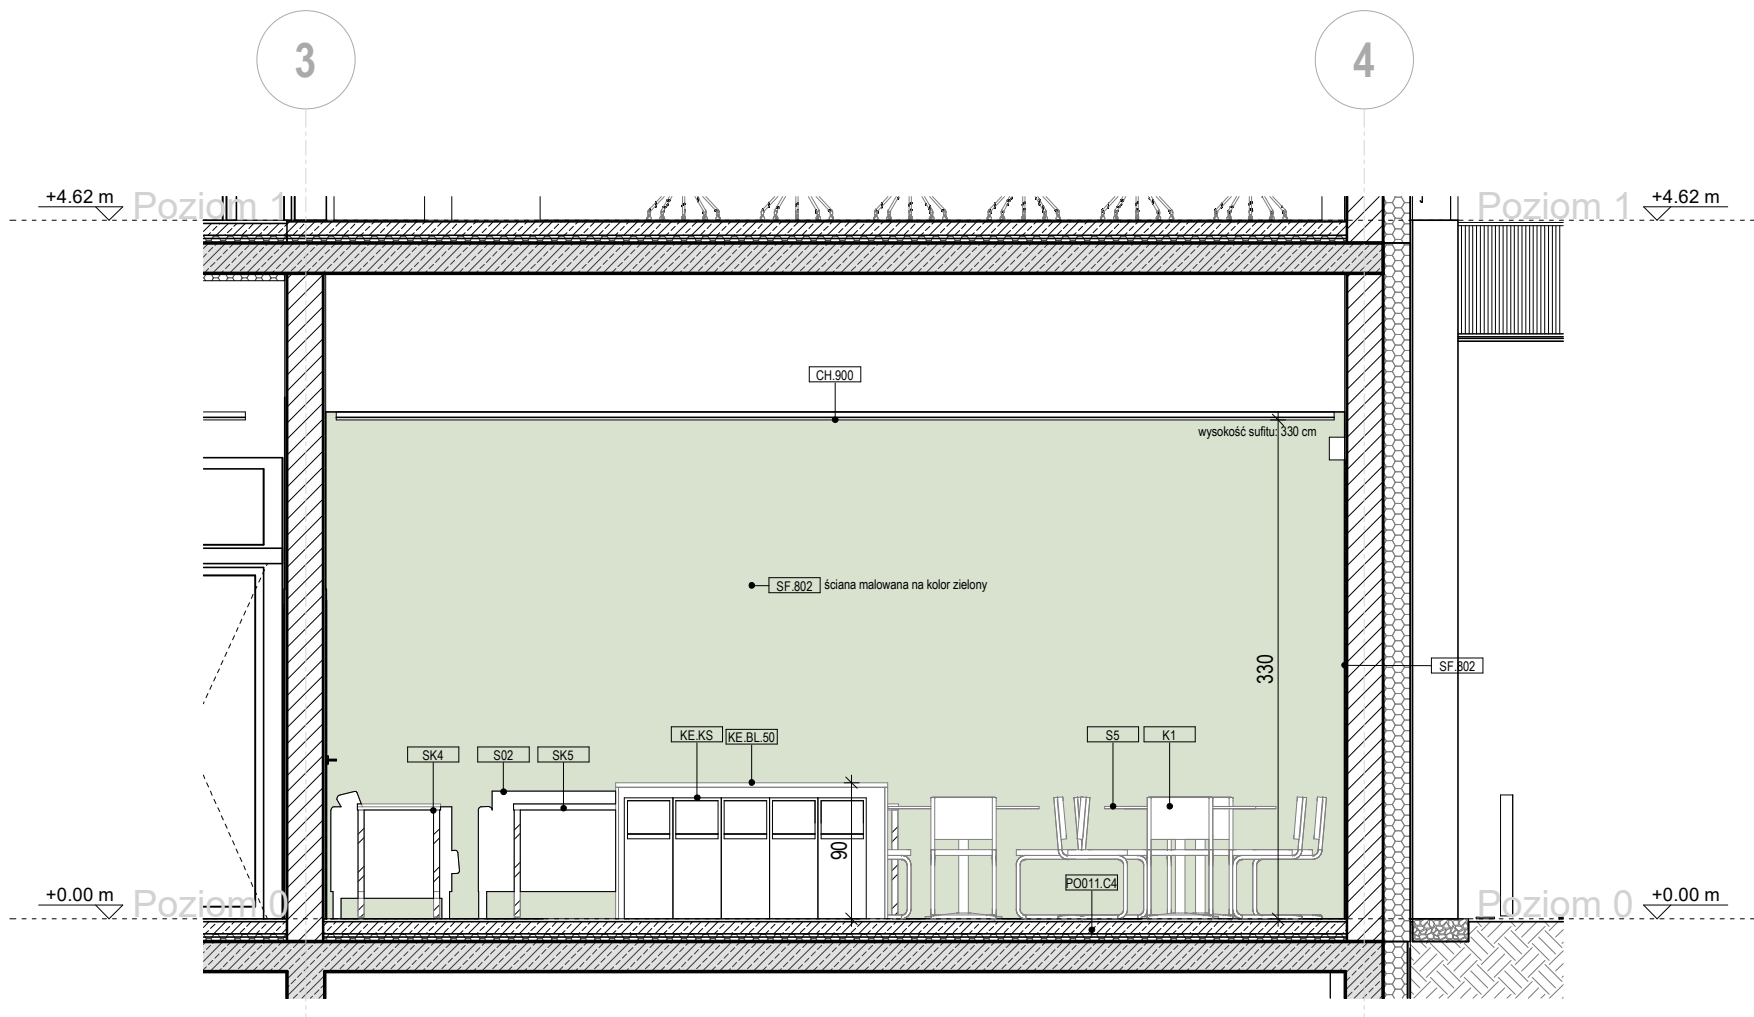 3
4
+4.62 m
Poziom 1
Poziom 1
+4.62 m
CH.900
wysokość sufitu: 330 cm
SF.802
ściana malowana na kolor zielony
330
SF.802
SK4
S02
SK5
KE.KS
KE.BL.50
S5
K1
90
PO011.C4
+0.00 m
Poziom 0
Poziom 0
+0.00 m